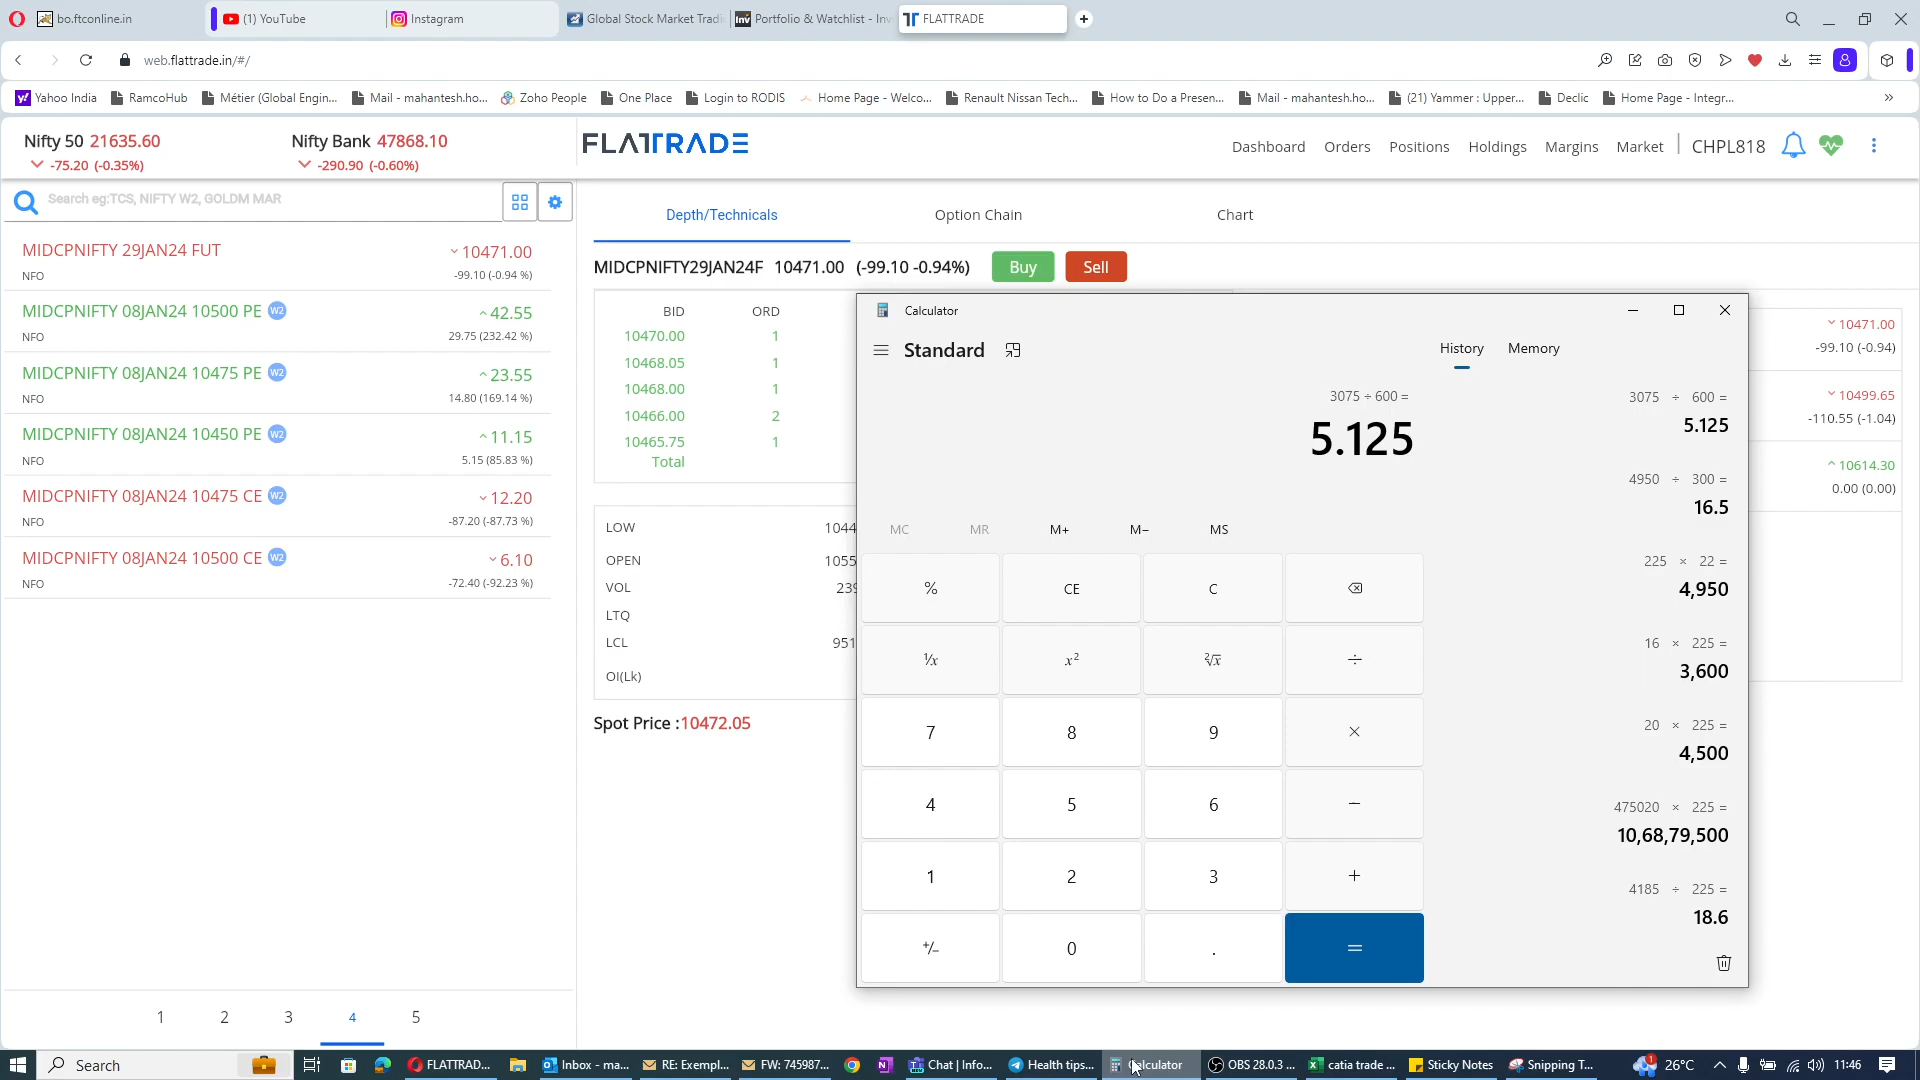 bo.ftconline.in
(1) YouTube
Instagram
Global Stock Market Tradi
Portfolio & Watchlist - Inv
FLATTRADE
web.flattrade.in/#/
Yahoo India
RamcoHub
Métier (Global Engin...
Mail - mahantesh.ho...
Zoho People
One Place
Login to RODIS
Home Page - Welco...
Renault Nissan Tech...
How to Do a Presen...
Mail - mahantesh.ho...
(21) Yammer : Upper...
Declic
Home Page - Integr...
Nifty 50 21635.60
-75.20 (-0.35%)
Nifty Bank 47868.10
-290.90 (-0.60%)
FLATTRADE
Dashboard
Orders
Positions
Holdings
Margins
Market
CHPL818
Search eg:TCS, NIFTY W2, GOLDM MAR
MIDCPNIFTY 29JAN24 FUT
10471.00
NFO
-99.10 (-0.94 %)
MIDCPNIFTY 08JAN24 10500 PE W2
42.55
NFO
29.75 (232.42 %)
MIDCPNIFTY 08JAN24 10475 PE W2
23.55
NFO
14.80 (169.14 %)
MIDCPNIFTY 08JAN24 10450 PE W2
11.15
NFO
5.15 (85.83 %)
MIDCPNIFTY 08JAN24 10475 CE W2
12.20
NFO
-87.20 (-87.73 %)
MIDCPNIFTY 08JAN24 10500 CE W2
6.10
NFO
-72.40 (-92.23 %)
1 2 3 4 5
Depth/Technicals
Option Chain
Chart
MIDCPNIFTY29JAN24F 10471.00 (-99.10 -0.94%)
Buy
Sell
BID ORD
10470.00 1
10468.05 1
10468.00 1
10466.00 2
10465.75 1
Total
LOW 1044
OPEN 1055
VOL 239
LTQ
LCL 951
OI(Lk)
Spot Price :10472.05
10471.00
-99.10 (-0.94)
10499.65
-110.55 (-1.04)
10614.30
0.00 (0.00)
Calculator
Standard
3075 ÷ 600 =
5.125
MC MR M+ M− MS
% CE C
¹/x x² ²√x ÷
7 8 9 ×
4 5 6 −
1 2 3 +
+/− 0 . =
History
Memory
3075 ÷ 600 =
5.125
4950 ÷ 300 =
16.5
225 × 22 =
4,950
16 × 225 =
3,600
20 × 225 =
4,500
475020 × 225 =
10,68,79,500
4185 ÷ 225 =
18.6
Search
FLATTRAD...
Inbox - ma...
RE: Exempl...
FW: 745987...
Chat | Info...
Health tips...
OBS 28.0.3 ...
catia trade ...
Sticky Notes
Snipping T...
1
26°C
11:46